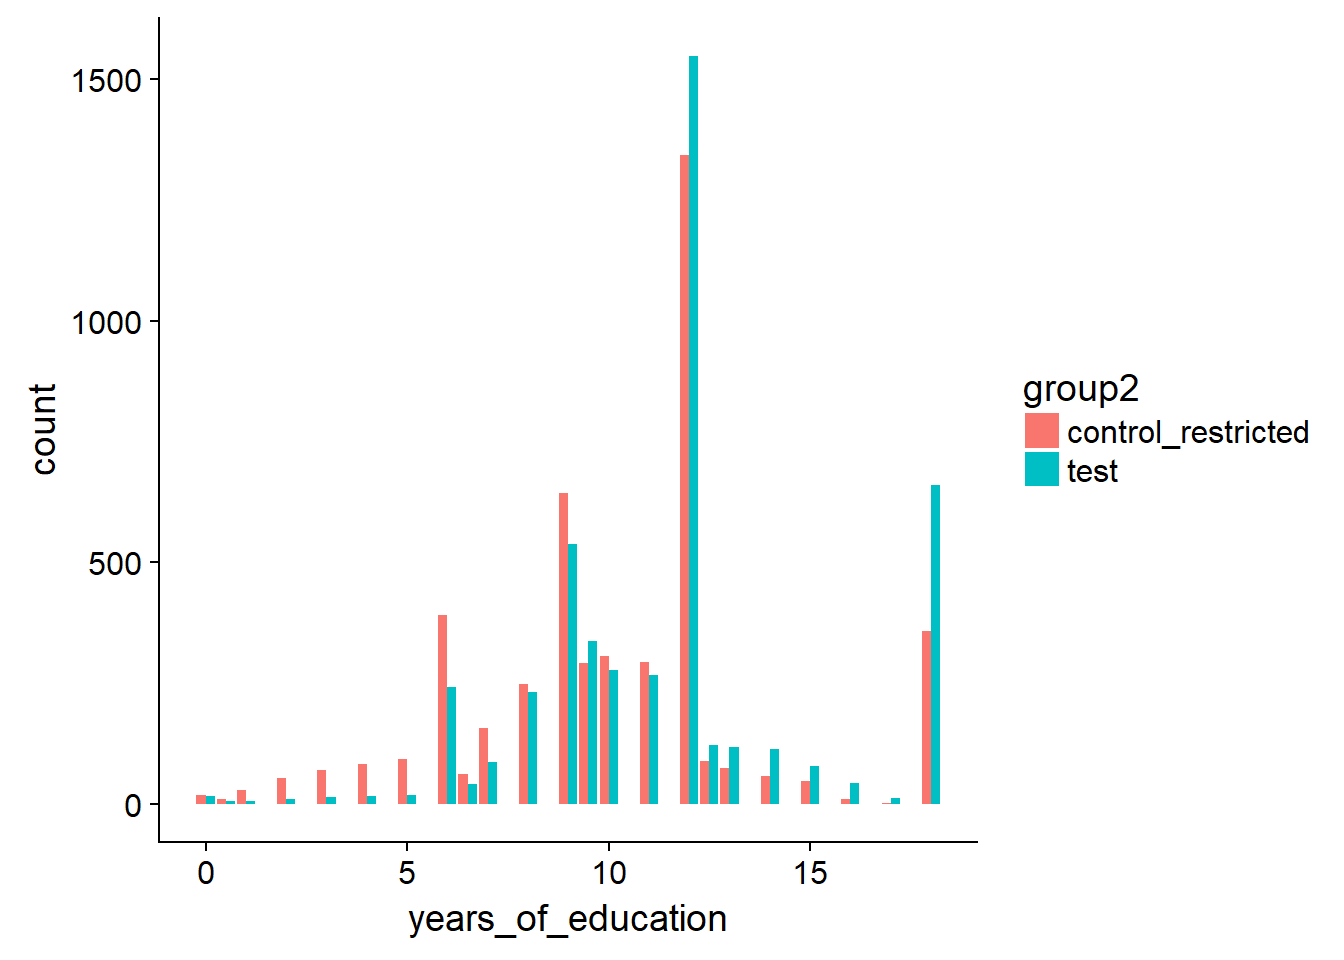 1500
1000
500
0
count
0 5 10 15
years_of_education
group2
control_restricted
test